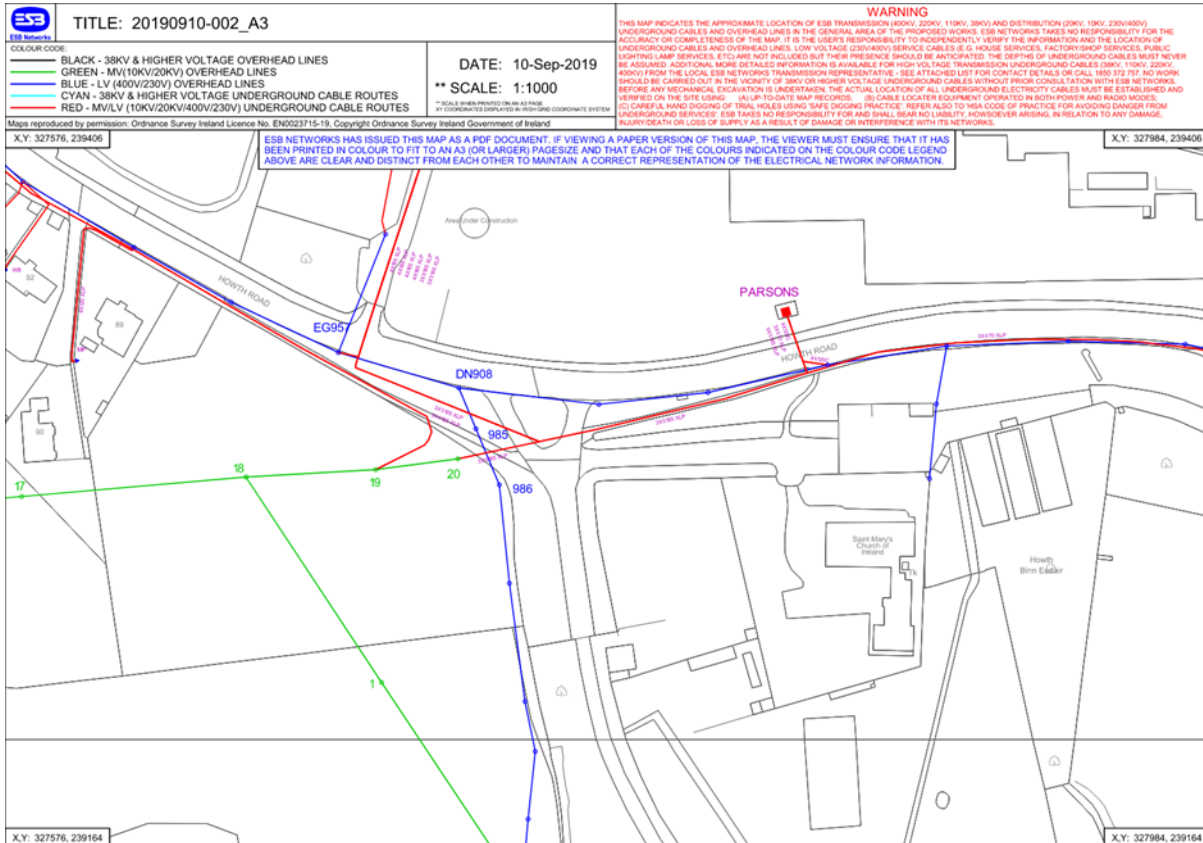 ESB
ESB Networks
TITLE: 20190910-002_A3
COLOUR CODE:
BLACK - 38KV & HIGHER VOLTAGE OVERHEAD LINES
GREEN - MV(10KV/20KV) OVERHEAD LINES
BLUE - LV (400V/230V) OVERHEAD LINES
CYAN - 38KV & HIGHER VOLTAGE UNDERGROUND CABLE ROUTES
RED - MV/LV (10KV/20KV/400V/230V) UNDERGROUND CABLE ROUTES
DATE: 10-Sep-2019
** SCALE: 1:1000
** SCALE WHEN PRINTED ON AN A3 PAGE
XY COORDINATES DISPLAYED IN IRISH GRID COORDINATE SYSTEM
Maps reproduced by permission: Ordnance Survey Ireland Licence No. EN0023715-19, Copyright Ordnance Survey Ireland Government of Ireland
WARNING
THIS MAP INDICATES THE APPROXIMATE LOCATION OF ESB TRANSMISSION (400KV, 220KV, 110KV, 38KV) AND DISTRIBUTION (20KV, 10KV, 230V/400V)
UNDERGROUND CABLES AND OVERHEAD LINES IN THE GENERAL AREA OF THE PROPOSED WORKS. ESB NETWORKS TAKES NO RESPONSIBILITY FOR THE
ACCURACY OR COMPLETENESS OF THE MAP. IT IS THE USER'S RESPONSIBILITY TO INDEPENDENTLY VERIFY THE INFORMATION AND THE LOCATION OF
UNDERGROUND CABLES AND OVERHEAD LINES. LOW VOLTAGE (230V/400V) SERVICE CABLES (E.G. HOUSE SERVICES, FACTORY/SHOP SERVICES, PUBLIC
LIGHTING LAMP SERVICES, ETC) ARE NOT INCLUDED BUT THEIR PRESENCE SHOULD BE ANTICIPATED. THE DEPTHS OF UNDERGROUND CABLES MUST NEVER
BE ASSUMED. ADDITIONAL MORE DETAILED INFORMATION IS AVAILABLE FOR HIGH VOLTAGE TRANSMISSION UNDERGROUND CABLES (38KV, 110KV, 220KV,
400KV) FROM THE LOCAL ESB NETWORKS TRANSMISSION REPRESENTATIVE - SEE ATTACHED LIST FOR CONTACT DETAILS OR CALL 1850 372 757. NO WORK
SHOULD BE CARRIED OUT IN THE VICINITY OF 38KV OR HIGHER VOLTAGE UNDERGROUND CABLES WITHOUT PRIOR CONSULTATION WITH ESB NETWORKS.
BEFORE ANY MECHANICAL EXCAVATION IS UNDERTAKEN, THE ACTUAL LOCATION OF ALL UNDERGROUND ELECTRICITY CABLES MUST BE ESTABLISHED AND
VERIFIED ON THE SITE USING: (A) UP-TO-DATE MAP RECORDS; (B) CABLE LOCATER EQUIPMENT OPERATED IN BOTH POWER AND RADIO MODES;
(C) CAREFUL HAND DIGGING OF TRIAL HOLES USING 'SAFE DIGGING PRACTICE'. REFER ALSO TO 'HSA CODE OF PRACTICE FOR AVOIDING DANGER FROM
UNDERGROUND SERVICES'. ESB TAKES NO RESPONSIBILITY FOR AND SHALL BEAR NO LIABILITY, HOWSOEVER ARISING, IN RELATION TO ANY DAMAGE,
INJURY/DEATH OR LOSS OF SUPPLY AS A RESULT OF DAMAGE OR INTERFERENCE WITH ITS NETWORKS.
X,Y: 327576, 239406
ESB NETWORKS HAS ISSUED THIS MAP AS A PDF DOCUMENT. IF VIEWING A PAPER VERSION OF THIS MAP, THE VIEWER MUST ENSURE THAT IT HAS
BEEN PRINTED IN COLOUR TO FIT TO AN A3 (OR LARGER) PAGESIZE AND THAT EACH OF THE COLOURS INDICATED ON THE COLOUR CODE LEGEND
ABOVE ARE CLEAR AND DISTINCT FROM EACH OTHER TO MAINTAIN A CORRECT REPRESENTATION OF THE ELECTRICAL NETWORK INFORMATION.
X,Y: 327984, 239406
Area Under Construction
92
HOWTH ROAD
89
EG957
PARSONS
HOWTH ROAD
3X1/70 XLP
DN908
3X1/185 XLP
985
90
18
19
20
17
986
Saint Mary's
Church of
Ireland
Tk
Howth
Binn Éadair
1
X,Y: 327576, 239164
X,Y: 327984, 239164